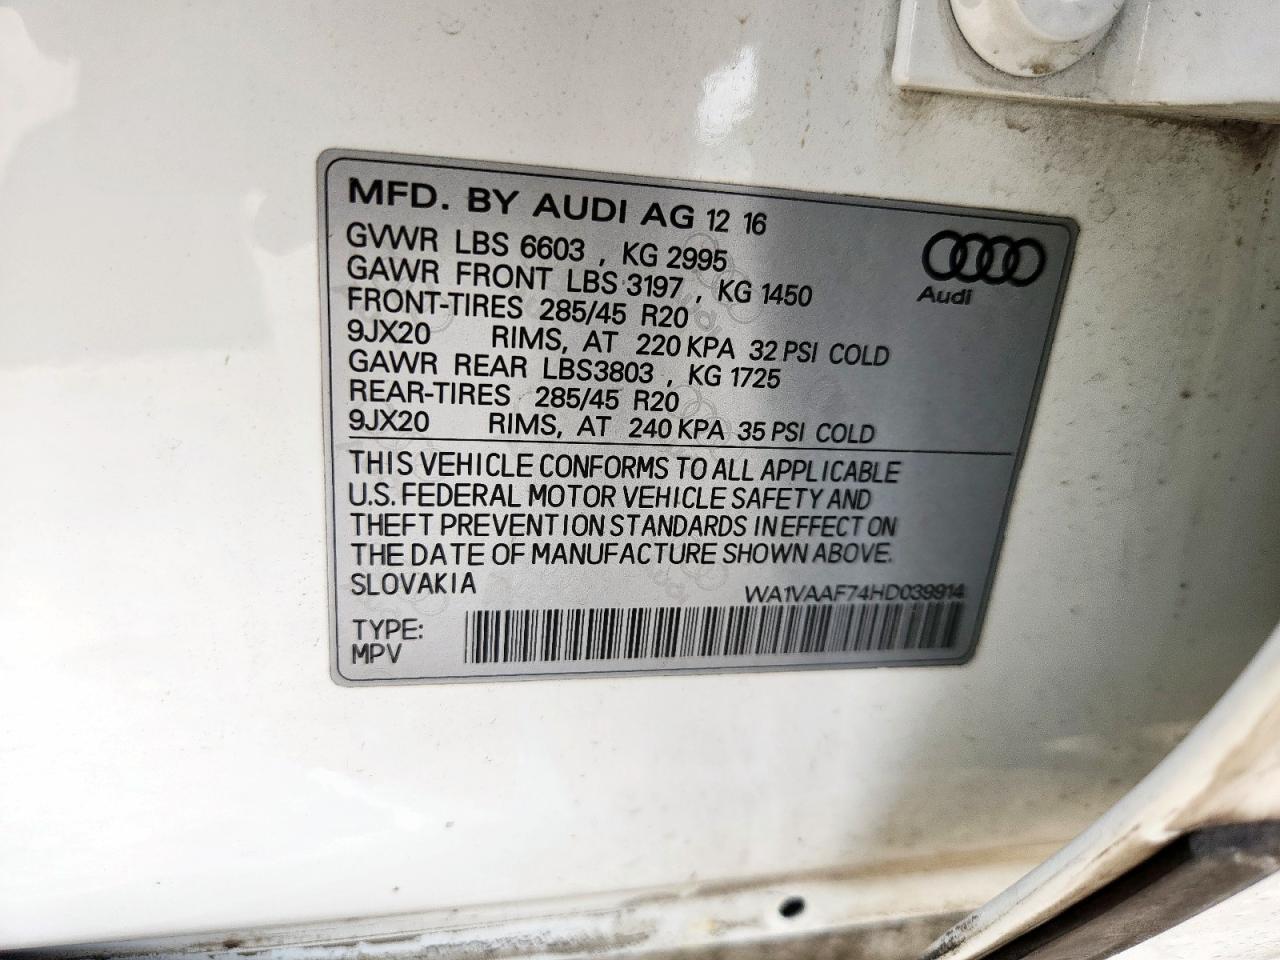 MFD. BY AUDI AG 12 16
GVWR LBS 6603 , KG 2995
GAWR FRONT LBS 3197 , KG 1450
FRONT-TIRES 285/45 R20
9JX20 RIMS, AT 220 KPA 32 PSI COLD
GAWR REAR LBS3803 , KG 1725
REAR-TIRES 285/45 R20
9JX20 RIMS, AT 240 KPA 35 PSI COLD
Audi
THIS VEHICLE CONFORMS TO ALL APPLICABLE
U.S. FEDERAL MOTOR VEHICLE SAFETY AND
THEFT PREVENTION STANDARDS IN EFFECT ON
THE DATE OF MANUFACTURE SHOWN ABOVE.
SLOVAKIA
WA1VAAF74HD039914
TYPE:
MPV